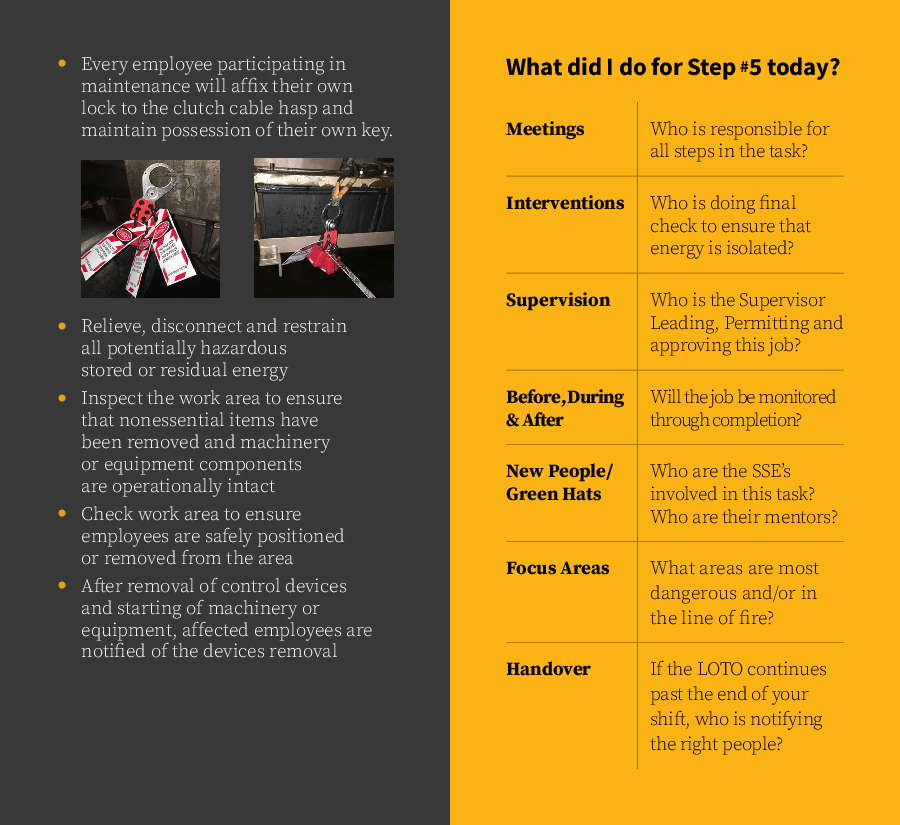 Every employee participating in
maintenance will affix their own
lock to the clutch cable hasp and
maintain possession of their own key.
Relieve, disconnect and restrain
all potentially hazardous
stored or residual energy
Inspect the work area to ensure
that nonessential items have
been removed and machinery
or equipment components
are operationally intact
Check work area to ensure
employees are safely positioned
or removed from the area
After removal of control devices
and starting of machinery or
equipment, affected employees are
notified of the devices removal
What did I do for Step #5 today?
Meetings
Who is responsible for
all steps in the task?
Interventions
Who is doing final
check to ensure that
energy is isolated?
Supervision
Who is the Supervisor
Leading, Permitting and
approving this job?
Before, During
& After
Will the job be monitored
through completion?
New People/
Green Hats
Who are the SSE's
involved in this task?
Who are their mentors?
Focus Areas
What areas are most
dangerous and/or in
the line of fire?
Handover
If the LOTO continues
past the end of your
shift, who is notifying
the right people?